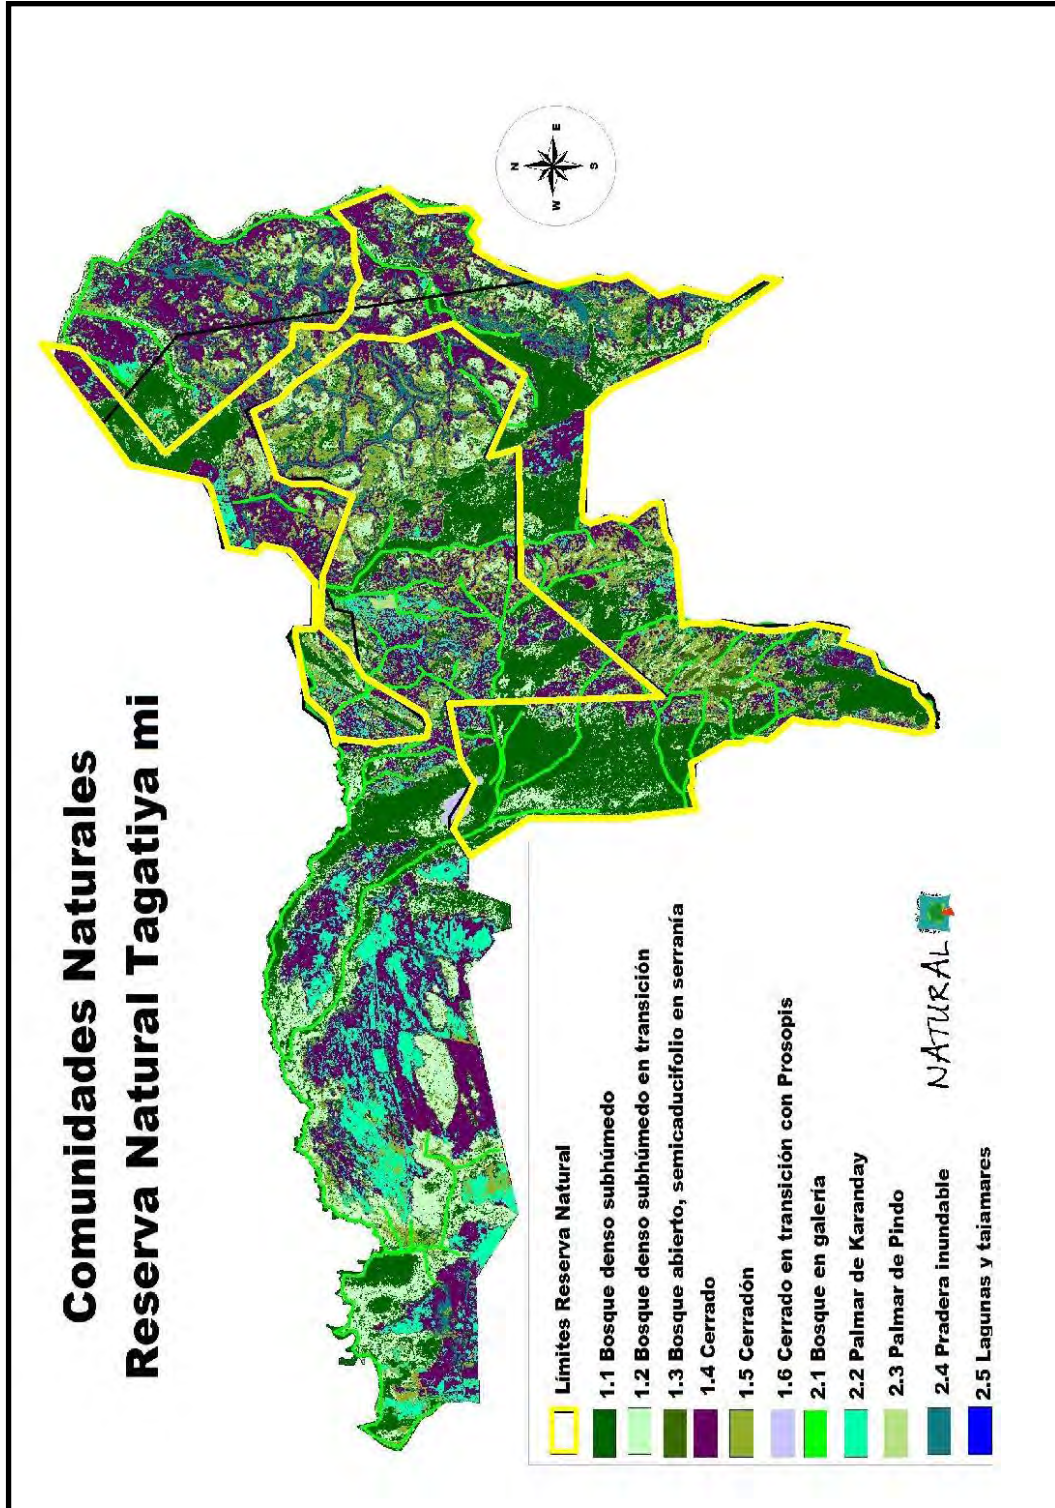 Comunidades Naturales
Reserva Natural Tagatiya mi
N
E
S
W
Límites Reserva Natural
1.1 Bosque denso subhúmedo
1.2 Bosque denso subhúmedo en transición
1.3 Bosque abierto, semicaducifolio en serranía
1.4 Cerrado
1.5 Cerradón
1.6 Cerrado en transición con Prosopis
2.1 Bosque en galería
2.2 Palmar de Karanday
2.3 Palmar de Pindo
2.4 Pradera inundable
2.5 Lagunas y tajamares
NATURAL